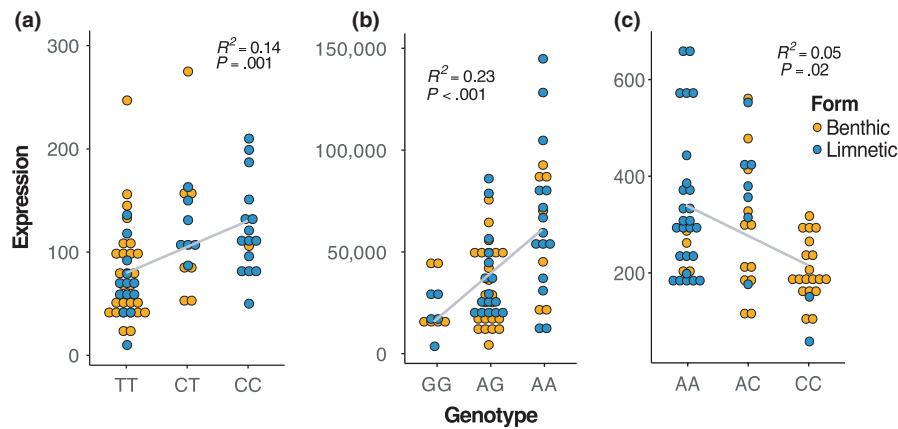 (a)
300
200
100
0
R² = 0.14
P = .001
TT
CT
CC
Expression
(b)
150,000
100,000
50,000
0
R² = 0.23
P < .001
GG
AG
AA
Genotype
(c)
600
400
200
R² = 0.05
P = .02
Form
Benthic
Limnetic
AA
AC
CC